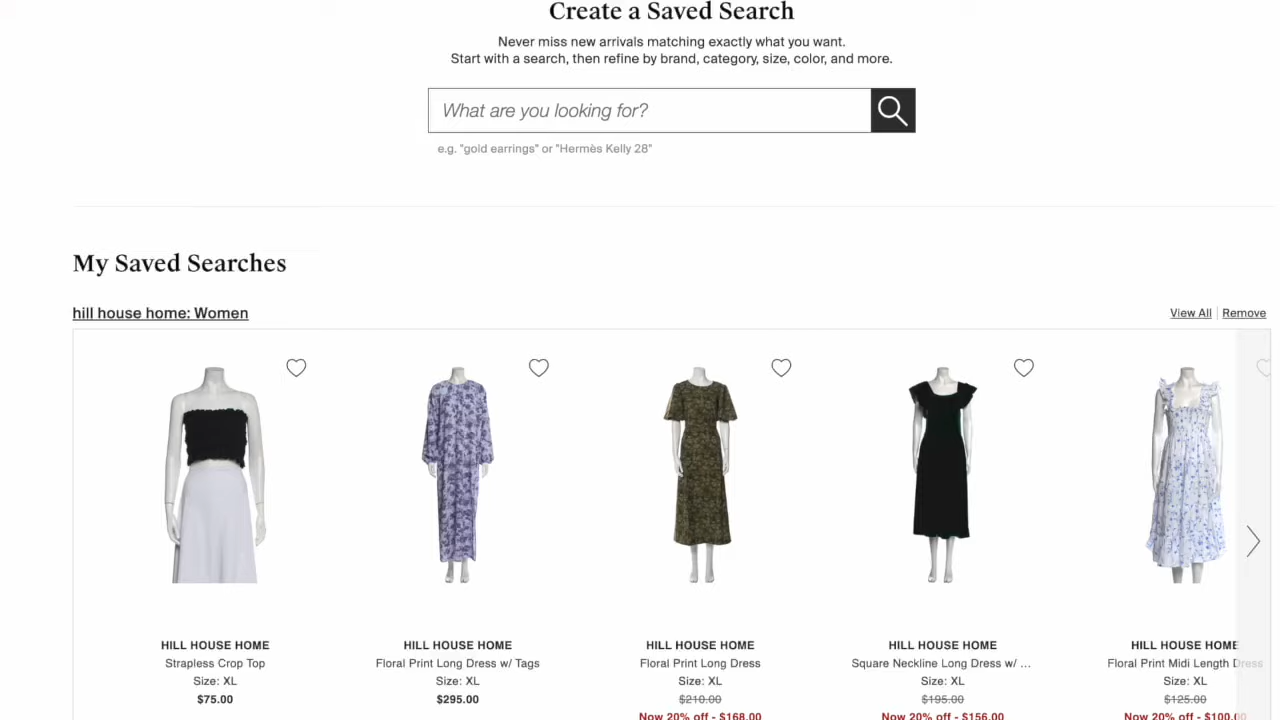 Create a Saved Search
Never miss new arrivals matching exactly what you want.
Start with a search, then refine by brand, category, size, color, and more.
What are you looking for?
e.g. "gold earrings" or "Hermès Kelly 28"
My Saved Searches
hill house home: Women
View All | Remove
HILL HOUSE HOME
Strapless Crop Top
Size: XL
$75.00
HILL HOUSE HOME
Floral Print Long Dress w/ Tags
Size: XL
$295.00
HILL HOUSE HOME
Floral Print Long Dress
Size: XL
$210.00
Now 20% off - $168.00
HILL HOUSE HOME
Square Neckline Long Dress w/ ...
Size: XL
$195.00
Now 20% off - $156.00
HILL HOUSE HOME
Floral Print Midi Length Dress
Size: XL
$125.00
Now 20% off - $100.00